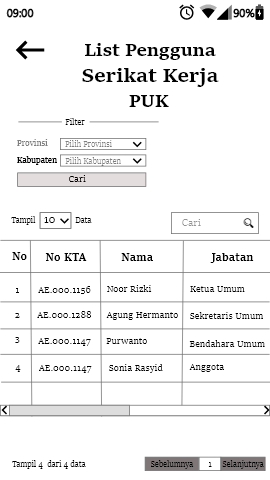 09:00 90%
List Pengguna
Serikat Kerja
PUK
Filter
Provinsi Pilih Provinsi
Kabupaten Pilih Kabupaten
Cari
Tampil 10 Data Cari
No No KTA Nama Jabatan
1 AE.000.1156 Noor Rizki Ketua Umum
2 AE.000.1288 Agung Hermanto Sekretaris Umum
3 AE.000.1147 Purwanto Bendahara Umum
4 AE.000.1147 Sonia Rasyid Anggota
Tampil 4 dari 4 data Sebelumnya 1 Selanjutnya